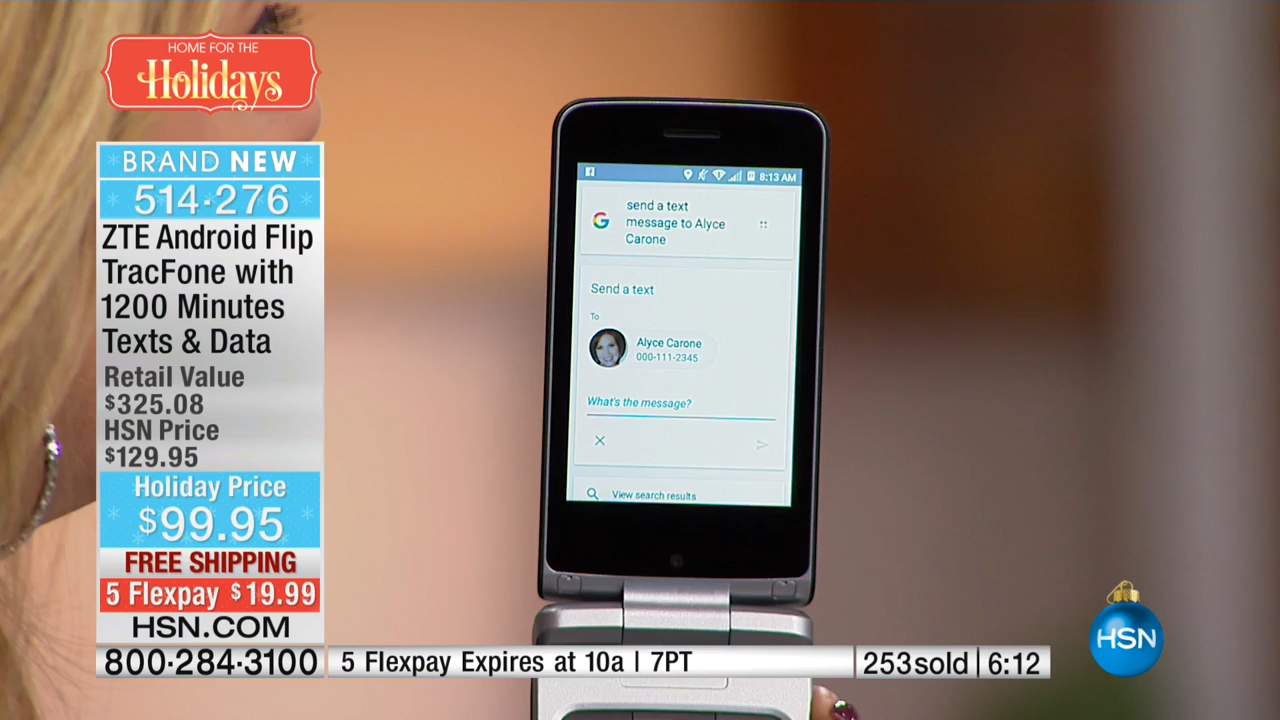 HOME FOR THE
Holidays
BRAND NEW
514·276
ZTE Android Flip
TracFone with
1200 Minutes
Texts & Data
Retail Value
$325.08
HSN Price
$129.95
Holiday Price
$99.95
FREE SHIPPING
5 Flexpay $19.99
HSN.COM
800·284·3100
5 Flexpay Expires at 10a | 7PT
253sold | 6:12
8:13 AM
send a text
message to Alyce
Carone
Send a text
To
Alyce Carone
000-111-2345
What's the message?
View search results
HSN